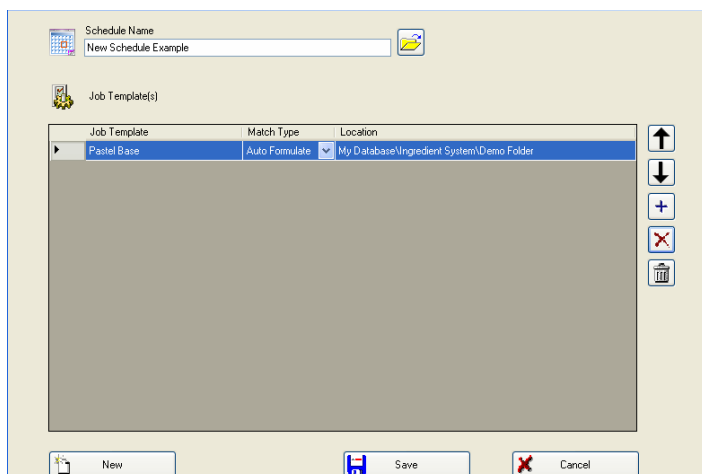 Schedule Name
New Schedule Example
Job Template(s)
Job Template Match Type Location
Pastel Base Auto Formulate My Database\Ingredient System\Demo Folder
New Save Cancel